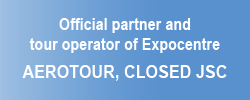 Official partner and
tour operator of Expocentre
AEROTOUR, CLOSED JSC